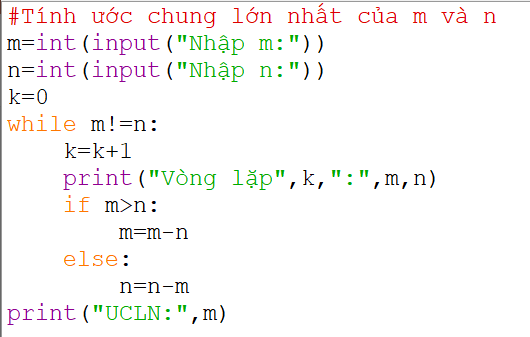 #Tính ước chung lớn nhất của m và n
m=int(input("Nhập m:"))
n=int(input("Nhập n:"))
k=0
while m!=n:
    k=k+1
    print("Vòng lặp",k,":",m,n)
    if m>n:
        m=m-n
    else:
        n=n-m
print("UCLN:",m)